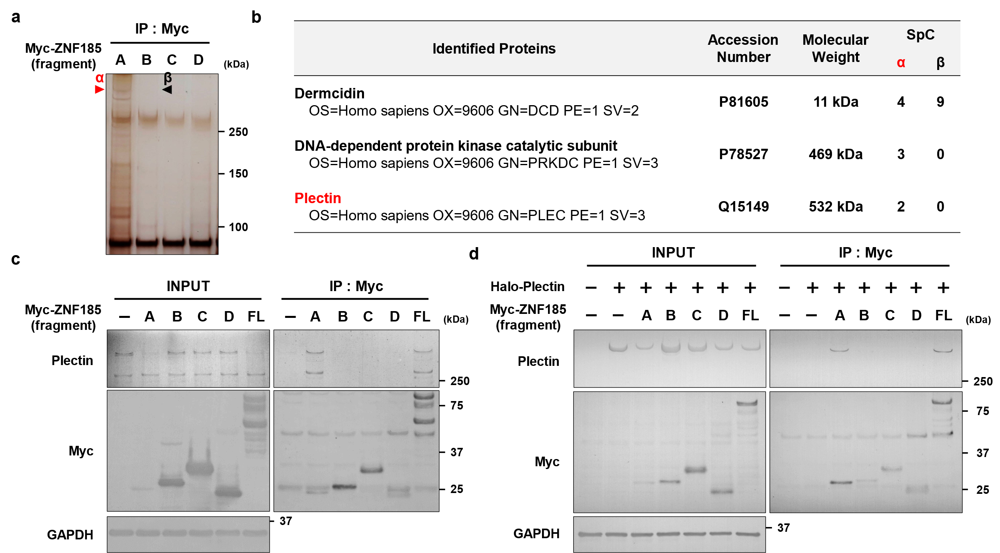 a
IP : Myc
Myc-ZNF185
(fragment)
A B C D (kDa)
α β
250
150
100
b
Identified Proteins
Accession
Number
Molecular
Weight
SpC
α β
Dermcidin
OS=Homo sapiens OX=9606 GN=DCD PE=1 SV=2
P81605 11 kDa 4 9
DNA-dependent protein kinase catalytic subunit
OS=Homo sapiens OX=9606 GN=PRKDC PE=1 SV=3
P78527 469 kDa 3 0
Plectin
OS=Homo sapiens OX=9606 GN=PLEC PE=1 SV=3
Q15149 532 kDa 2 0
c
INPUT IP : Myc
Myc-ZNF185
(fragment)
– A B C D FL – A B C D FL (kDa)
Plectin
250
Myc
75
37
25
GAPDH
37
d
INPUT IP : Myc
Halo-Plectin – + + + + + + – + + + + + +
Myc-ZNF185
(fragment)
– – A B C D FL – – A B C D FL (kDa)
Plectin
250
Myc
75
37
25
GAPDH
37